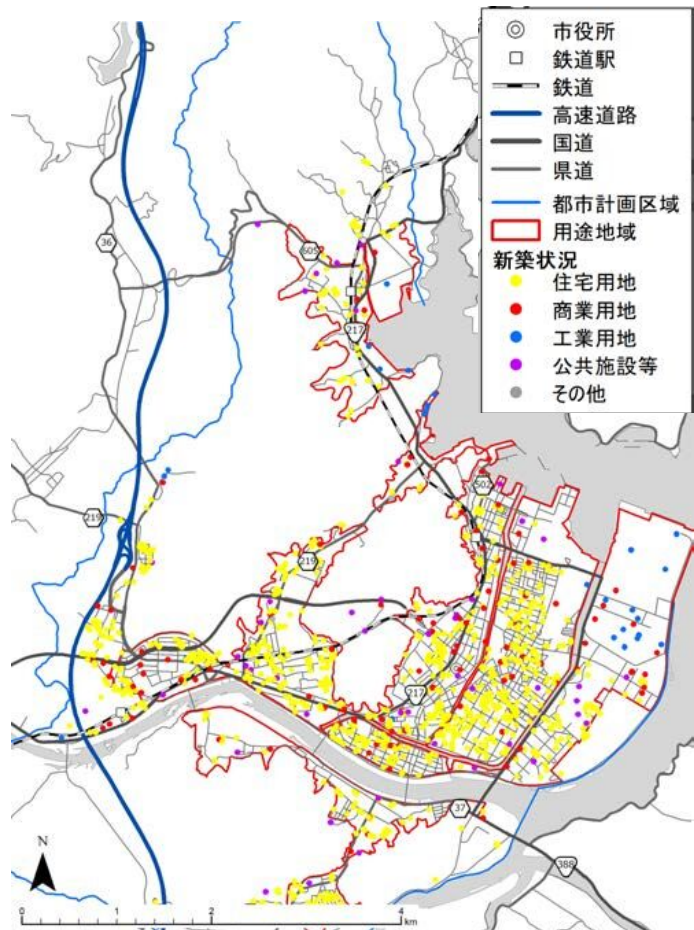 市役所
鉄道駅
鉄道
高速道路
国道
県道
都市計画区域
用途地域
新築状況
住宅用地
商業用地
工業用地
公共施設等
その他
36
605
217
502
219
219
217
37
388
N
0 1 2 4
km